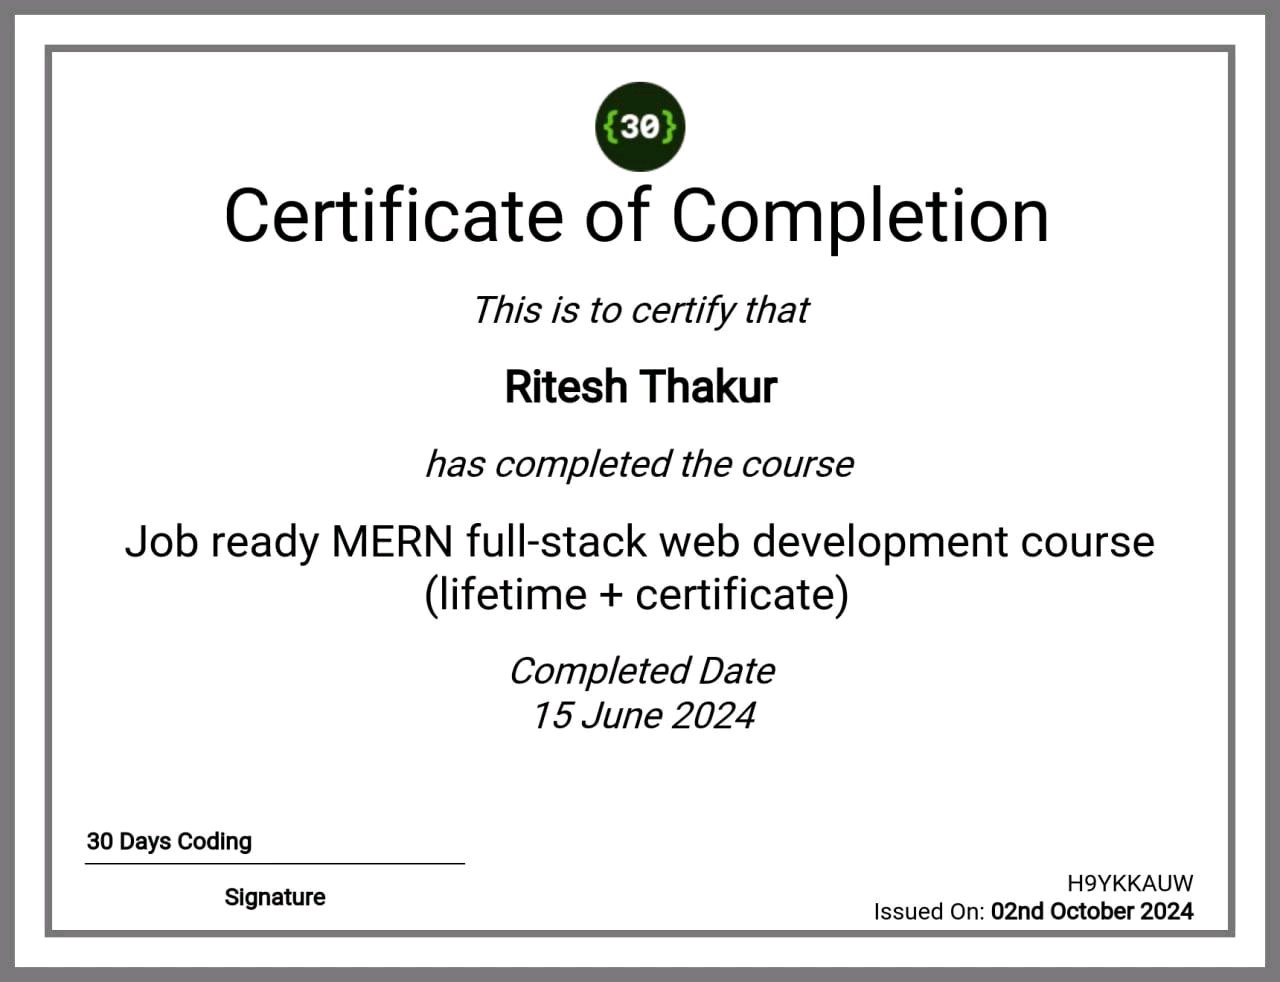 {30}
Certificate of Completion
This is to certify that
Ritesh Thakur
has completed the course
Job ready MERN full-stack web development course
(lifetime + certificate)
Completed Date
15 June 2024
30 Days Coding
Signature
H9YKKAUW
Issued On: 02nd October 2024